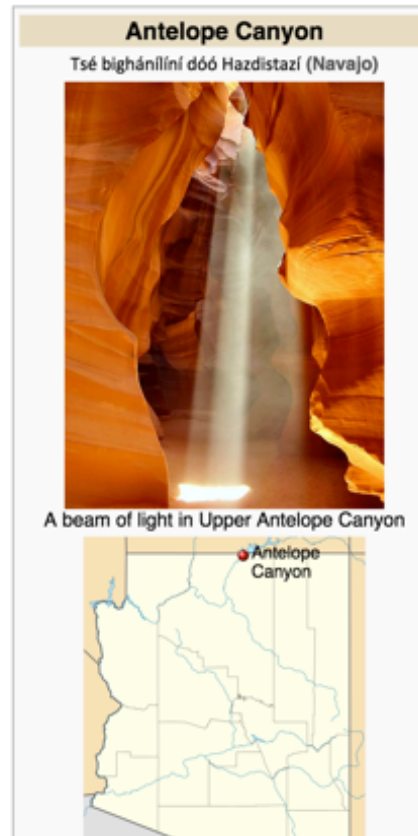 Antelope Canyon
Tsé bighánílíní dóó Hazdistazí (Navajo)
A beam of light in Upper Antelope Canyon
Antelope
Canyon